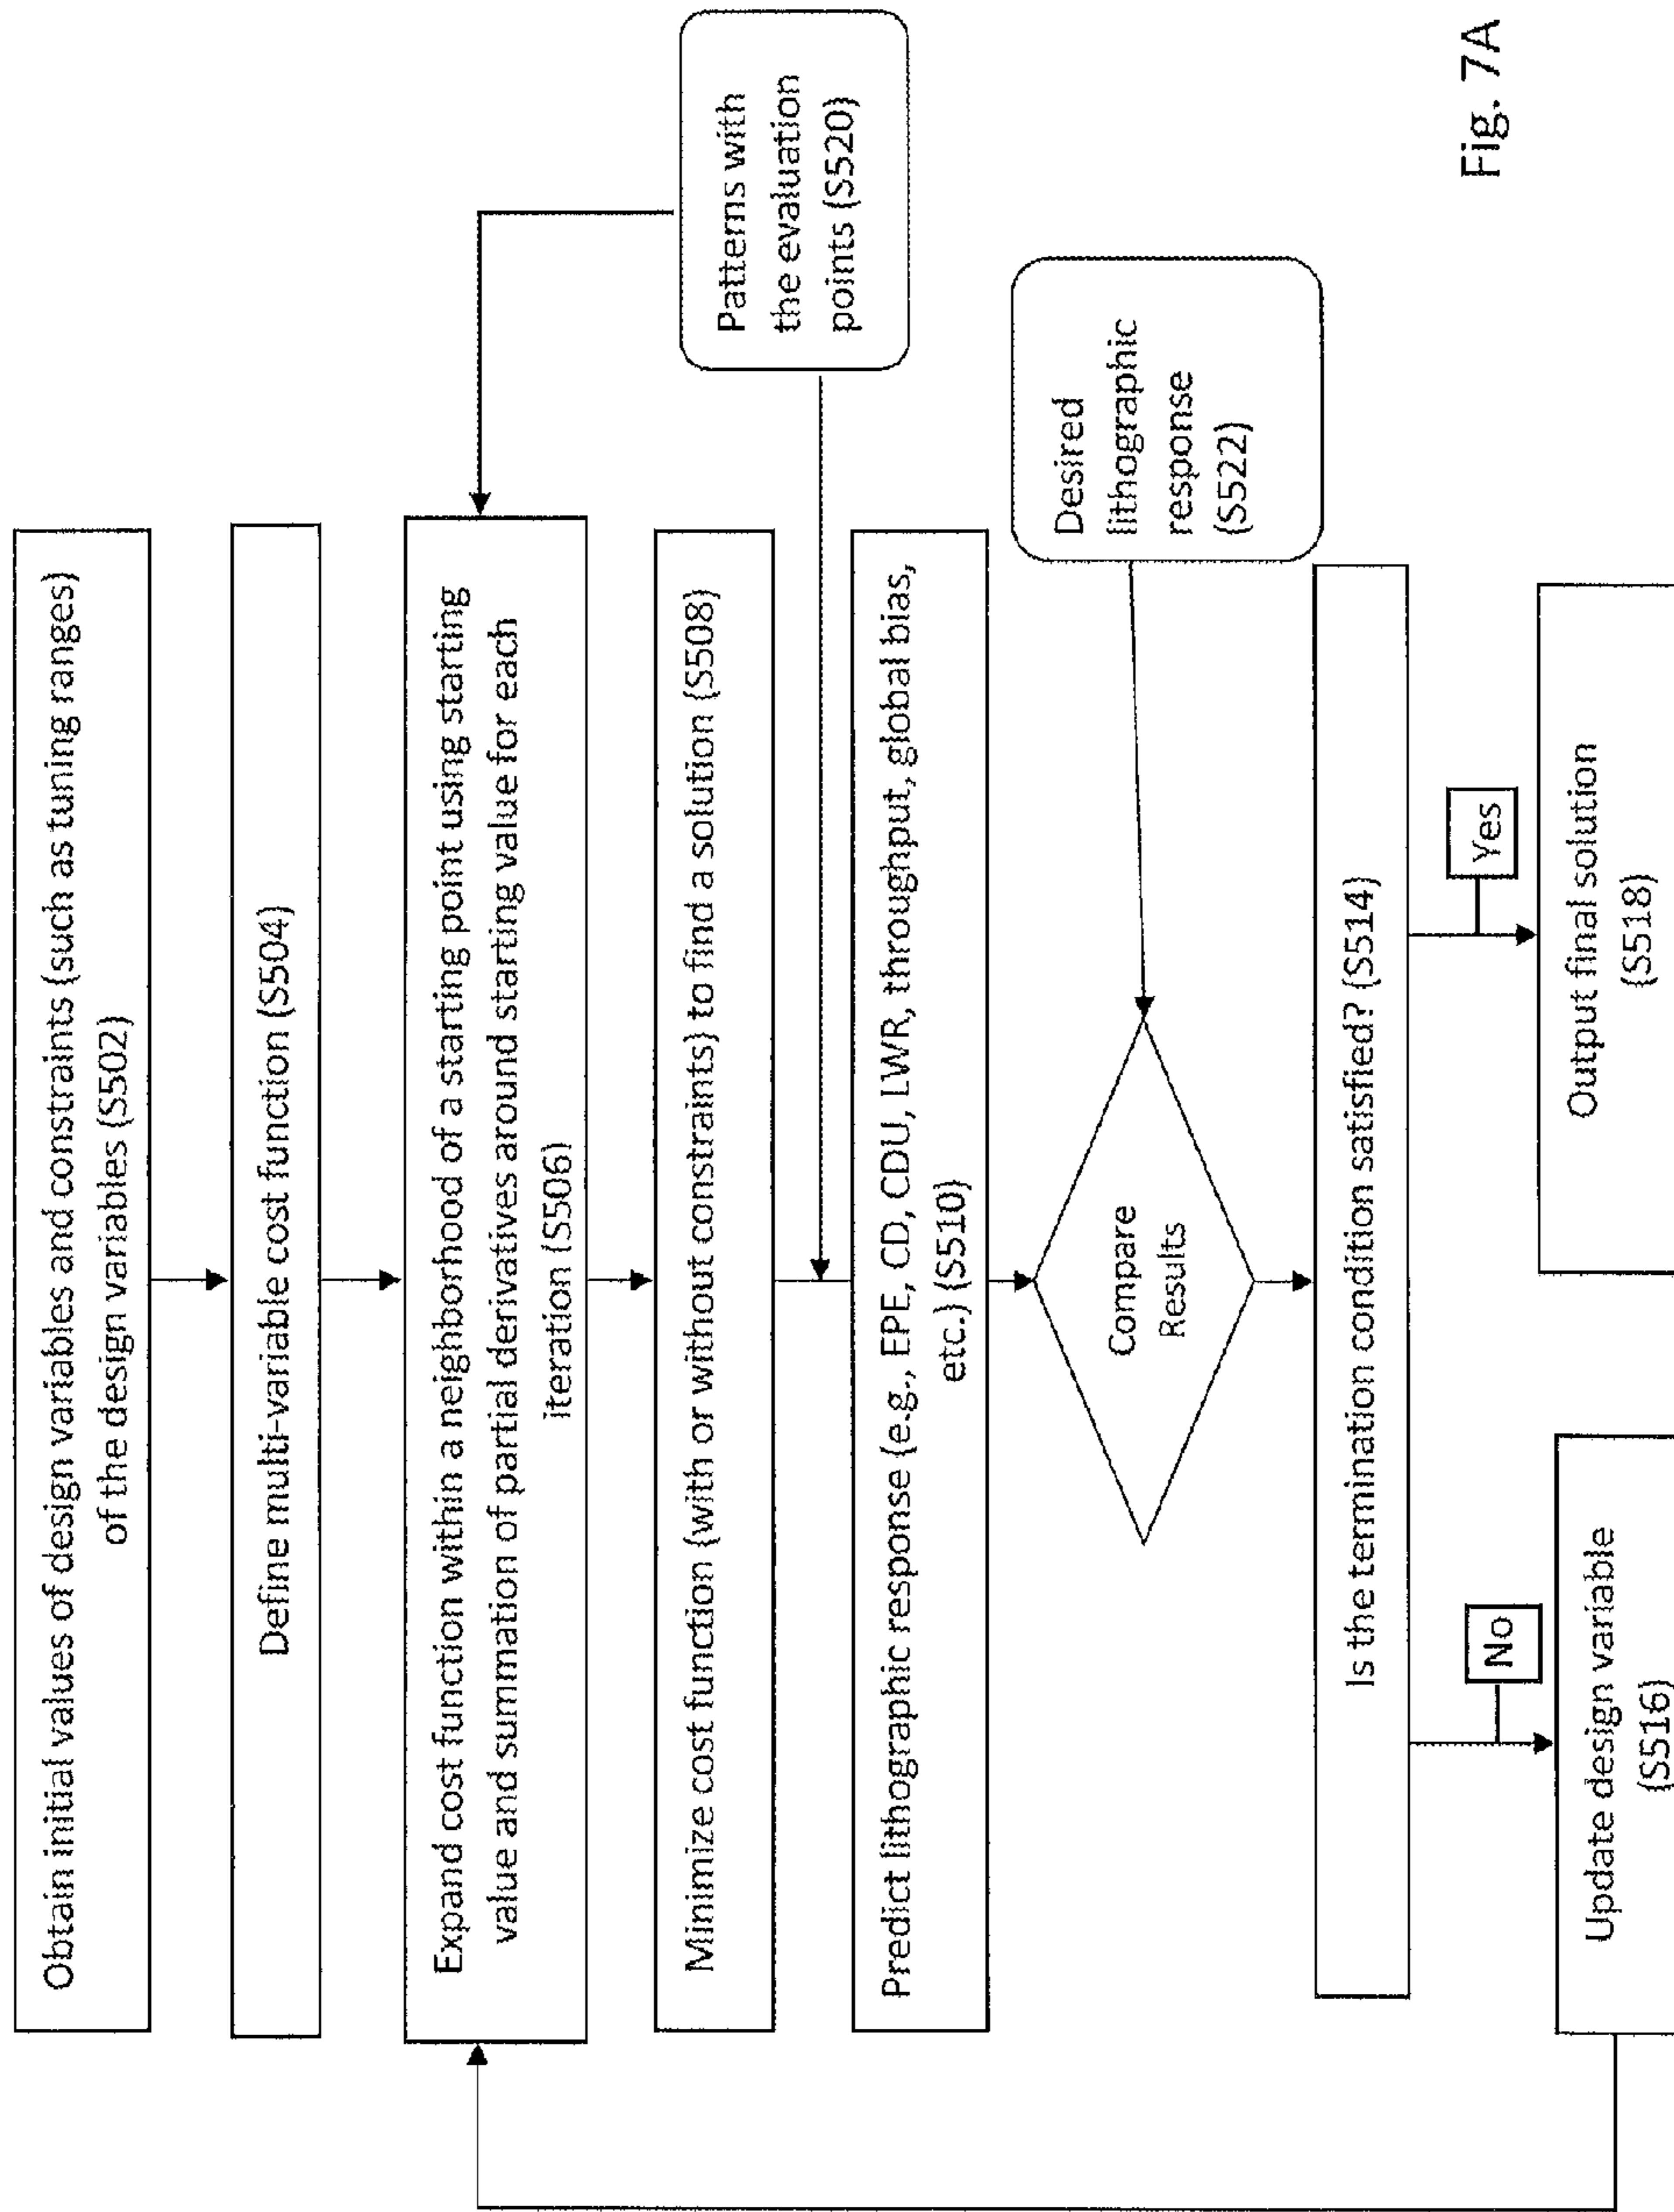 Obtain initial values of design variables and constraints (such as tuning ranges)
of the design variables (S502)
Define multi-variable cost function (S504)
Expand cost function within a neighborhood of a starting point using starting
value and summation of partial derivatives around starting value for each
iteration (S506)
Patterns with
the evaluation
points (S520)
Minimize cost function (with or without constraints) to find a solution (S508)
Predict lithographic response (e.g., EPE, CD, CDU, LWR, throughput, global bias,
etc.) (S510)
Desired
lithographic
response
(S522)
Compare
Results
Is the termination condition satisfied? (S514)
No
Yes
Update design variable
(S516)
Output final solution
(S518)
Fig. 7A